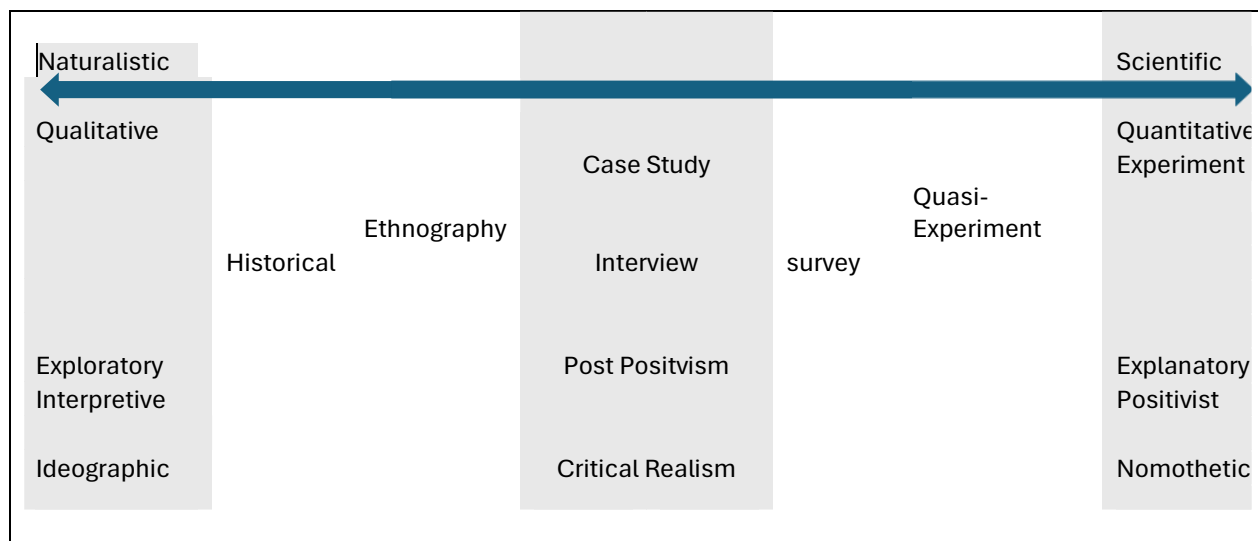 Naturalistic Scientific
Qualitative Quantitative
Case Study Experiment
Quasi-
Ethnography Experiment
Historical Interview survey
Exploratory Post Positvism Explanatory
Interpretive Positivist
Ideographic Critical Realism Nomothetic